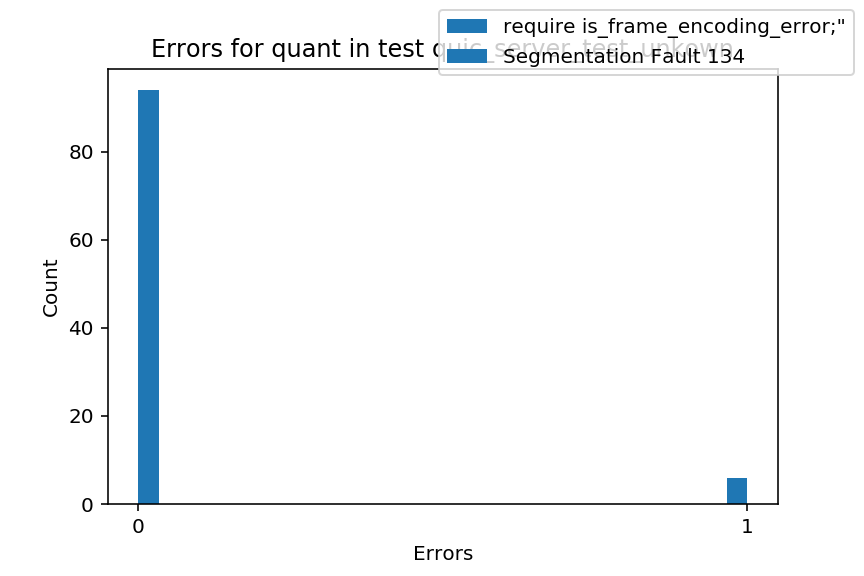 require is_frame_encoding_error;"
Errors for quant in test quic_server_test_unkown
Segmentation Fault 134
80
60
40
20
0
Count
0 1
Errors